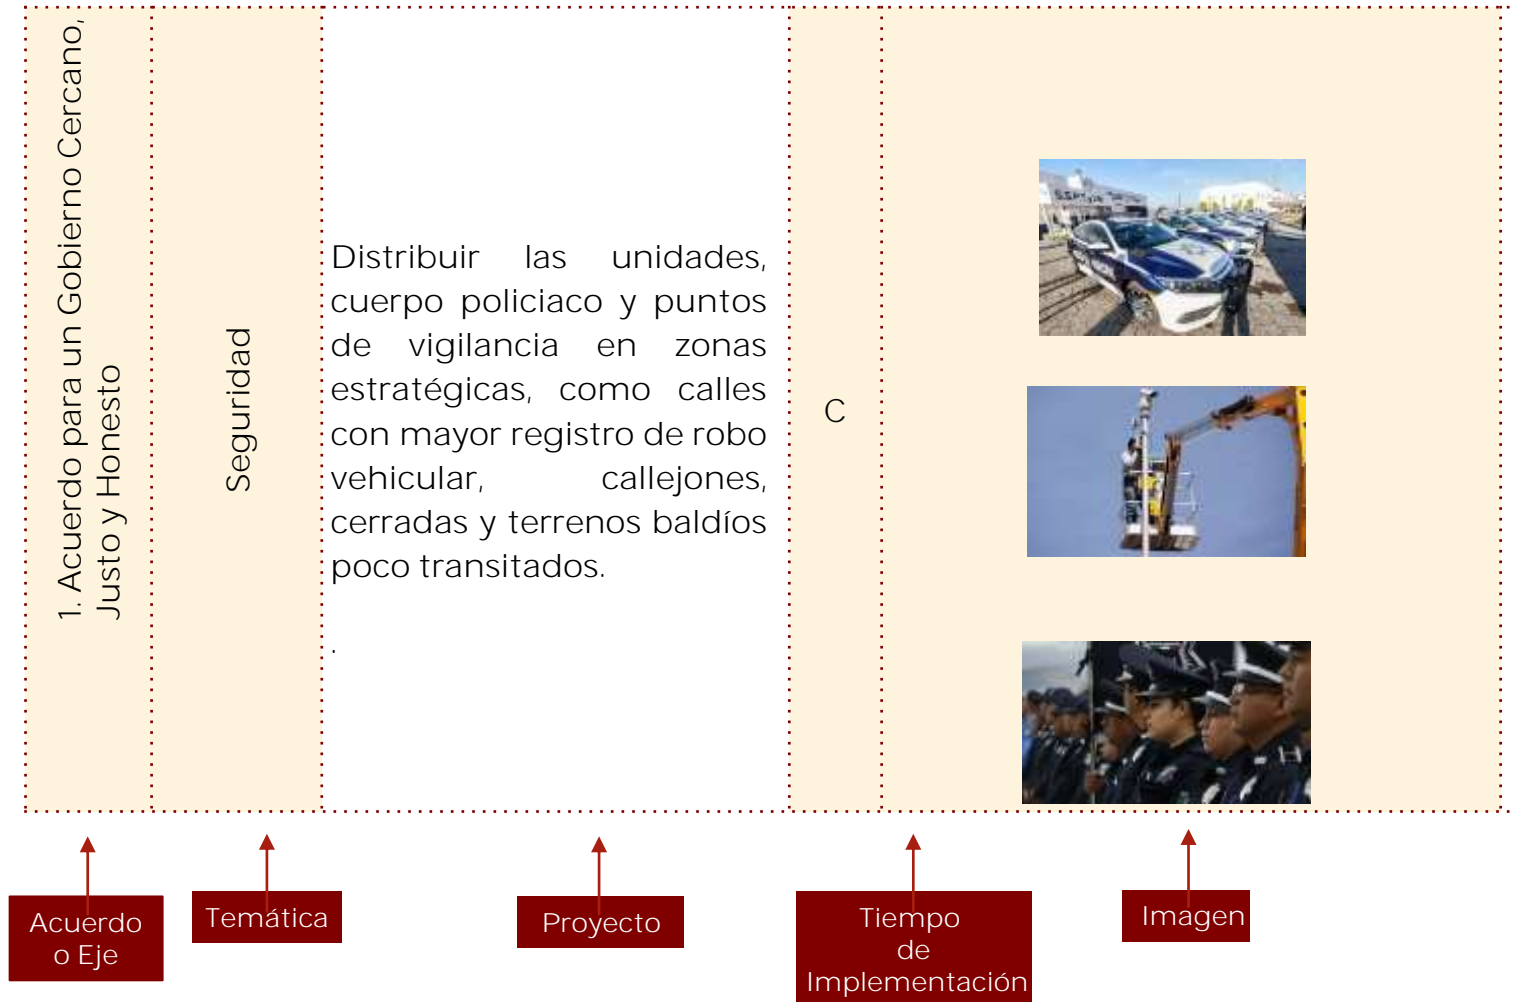 1. Acuerdo para un Gobierno Cercano,
Justo y Honesto
Seguridad
Distribuir las unidades,
cuerpo policiaco y puntos
de vigilancia en zonas
estratégicas, como calles
con mayor registro de robo
vehicular, callejones,
cerradas y terrenos baldíos
poco transitados.
.
C
Acuerdo
o Eje
Temática
Proyecto
Tiempo
de
Implementación
Imagen